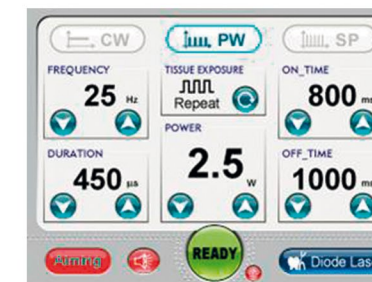 CW
PW
SP
FREQUENCY
25 Hz
TISSUE EXPOSURE
Repeat
ON_TIME
800 m
DURATION
450 µs
POWER
2.5 W
OFF_TIME
1000 m
Aiming
READY
Diode Las